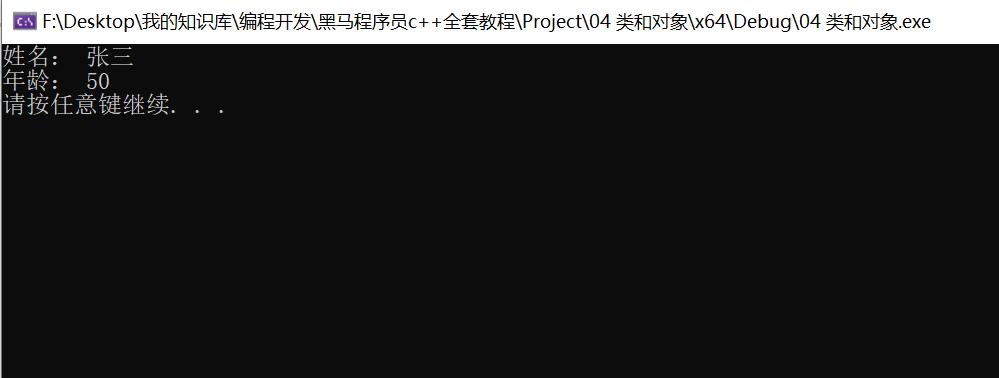 C:\ F:\Desktop\我的知识库\编程开发\黑马程序员c++全套教程\Project\04 类和对象\x64\Debug\04 类和对象.exe
姓名： 张三
年龄： 50
请按任意键继续. . .